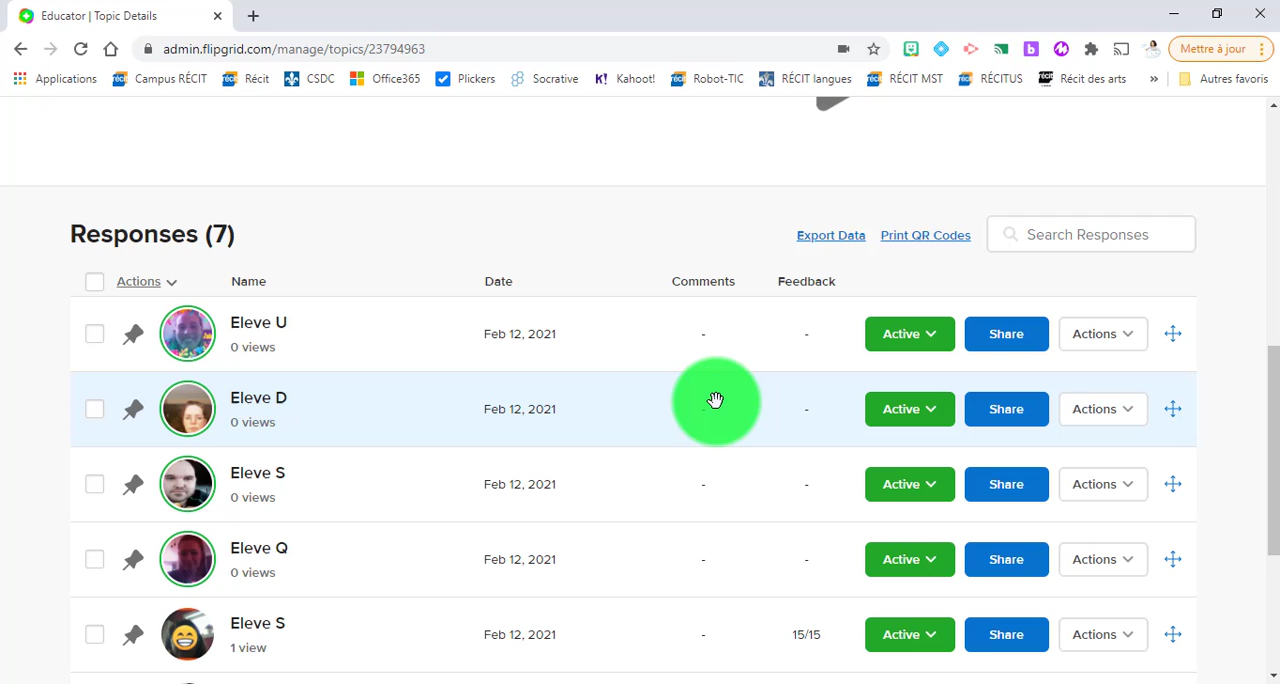 Educator | Topic Details
admin.flipgrid.com/manage/topics/23794963
Mettre à jour
Applications Campus RÉCIT Récit CSDC Office365 Plickers Socrative K! Kahoot! Robot-TIC RÉCIT langues RÉCIT MST RÉCITUS Récit des arts » Autres favoris
Responses (7)
Export Data Print QR Codes Search Responses
Actions Name Date Comments Feedback
Eleve U
0 views
Feb 12, 2021 - - Active Share Actions
Eleve D
0 views
Feb 12, 2021 - - Active Share Actions
Eleve S
0 views
Feb 12, 2021 - - Active Share Actions
Eleve Q
0 views
Feb 12, 2021 - - Active Share Actions
Eleve S
1 view
Feb 12, 2021 - 15/15 Active Share Actions